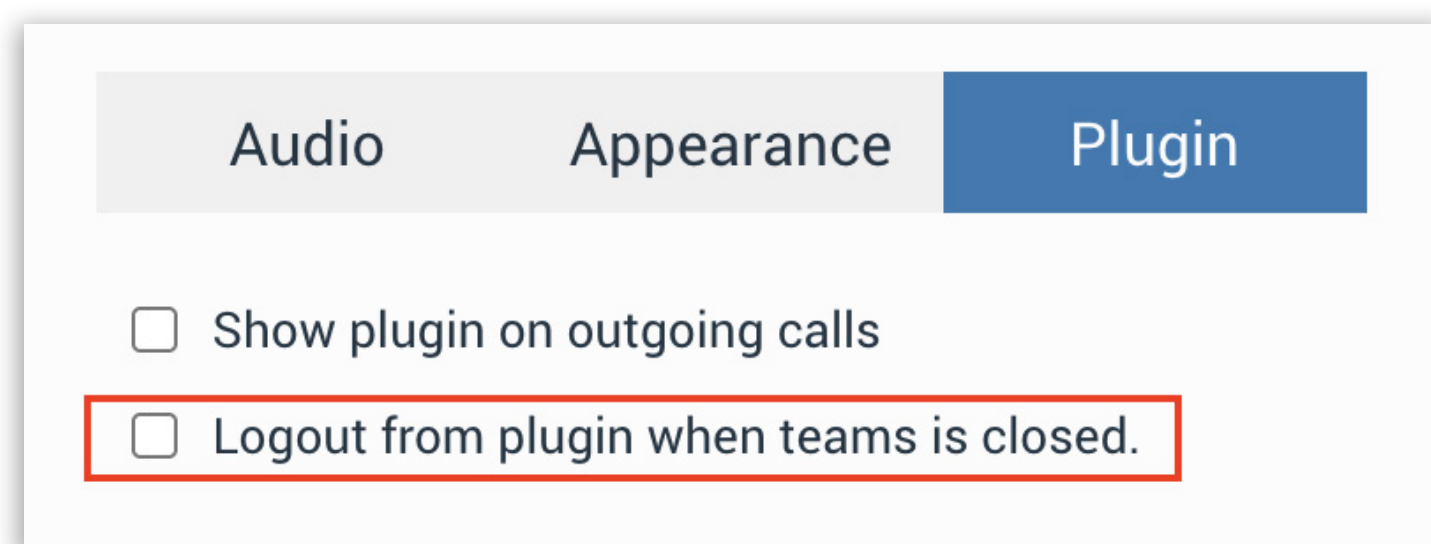 Audio Appearance Plugin
Show plugin on outgoing calls
Logout from plugin when teams is closed.